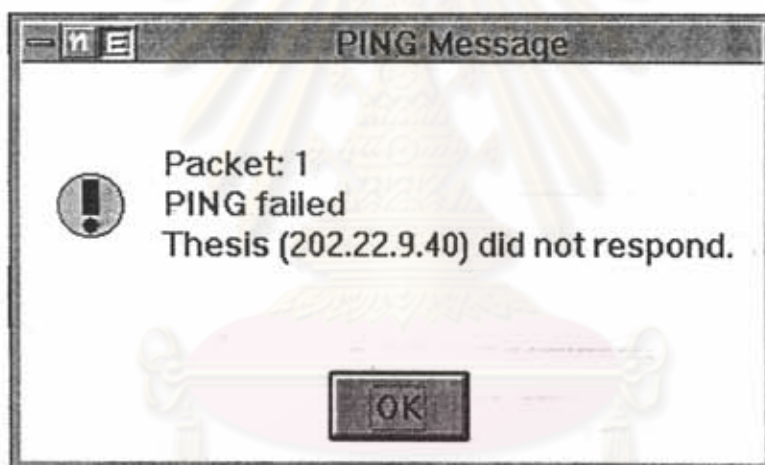 n E PING Message
Packet: 1
PING failed
Thesis (202.22.9.40) did not respond.
OK